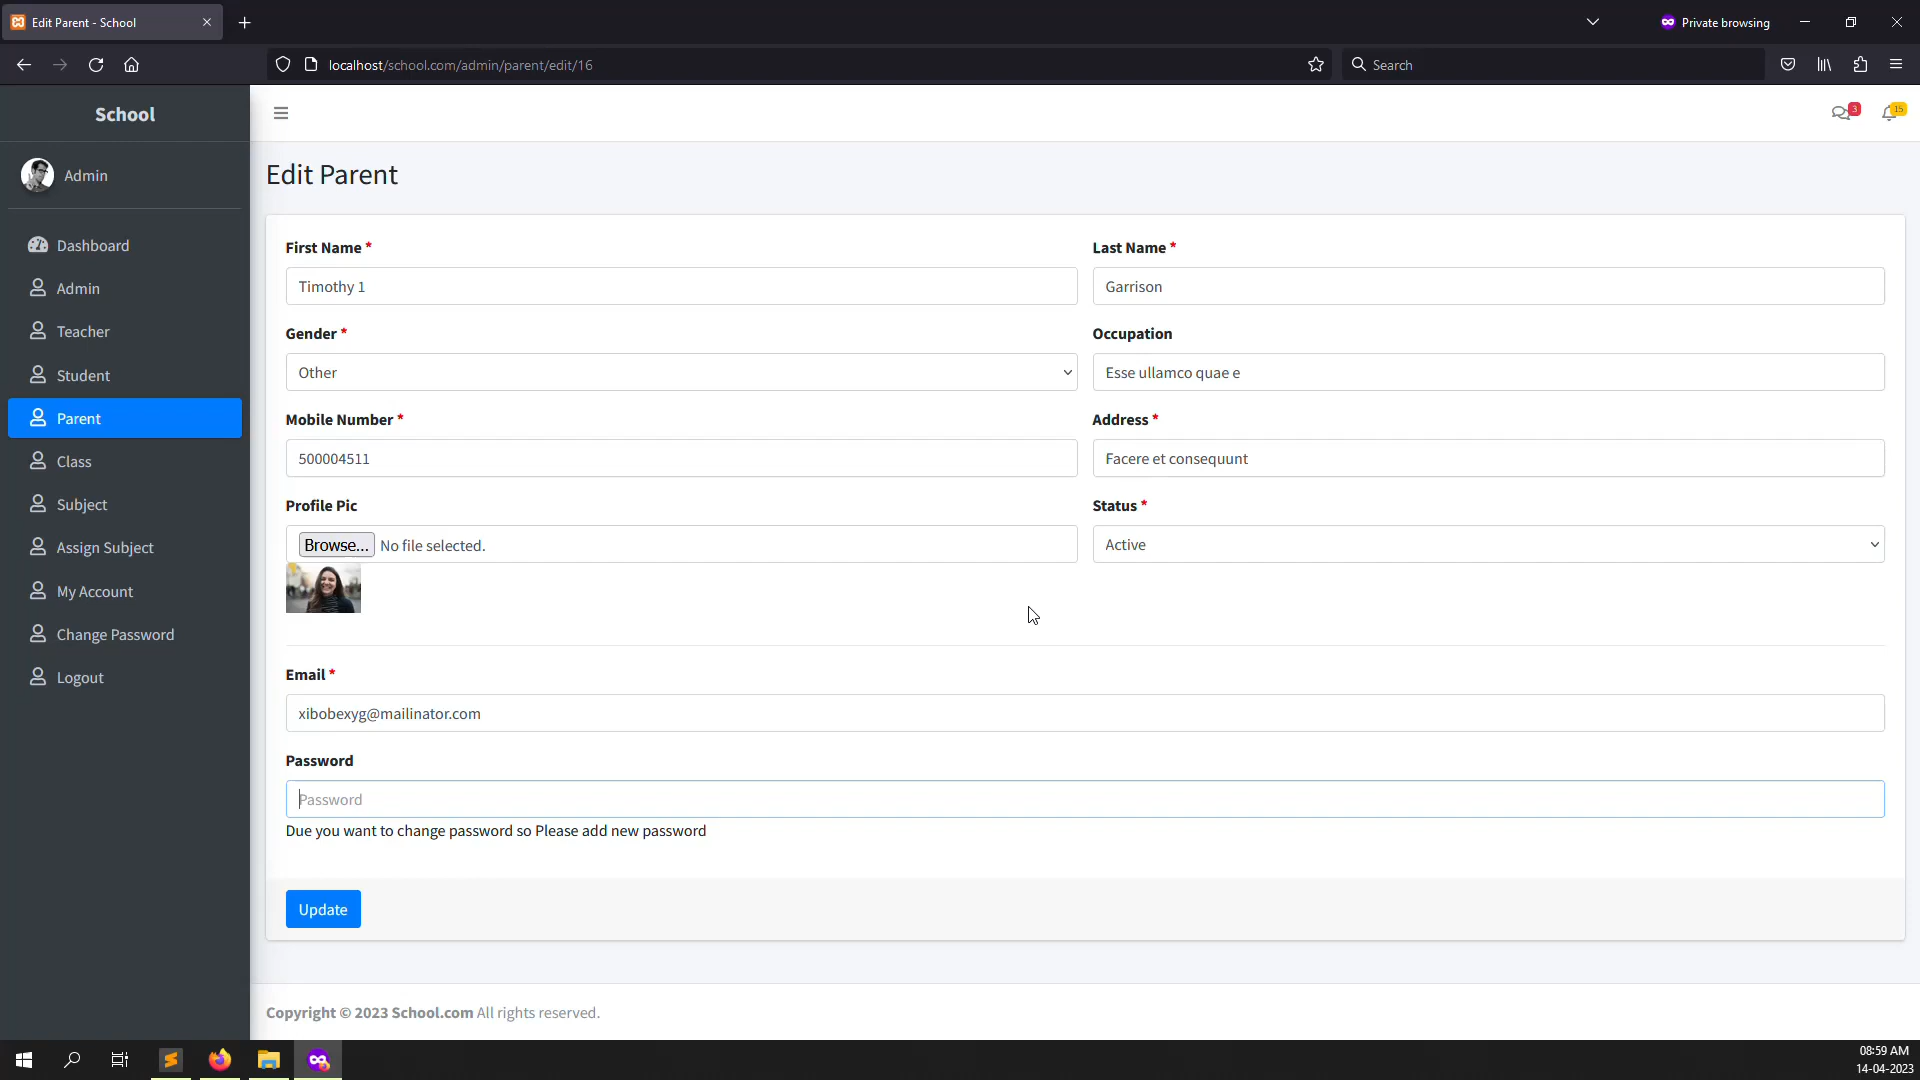 Edit Parent - School
Private browsing
localhost/school.com/admin/parent/edit/16
Search
School
3
15
Admin
Edit Parent
Dashboard
Admin
Teacher
Student
Parent
Class
Subject
Assign Subject
My Account
Change Password
Logout
First Name *
Last Name *
Timothy 1
Garrison
Gender *
Occupation
Other
Esse ullamco quae e
Mobile Number *
Address *
500004511
Facere et consequunt
Profile Pic
Status *
Browse... No file selected.
Active
Email *
xibobexyg@mailinator.com
Password
Password
Due you want to change password so Please add new password
Update
Copyright © 2023 School.com All rights reserved.
08:59 AM
14-04-2023